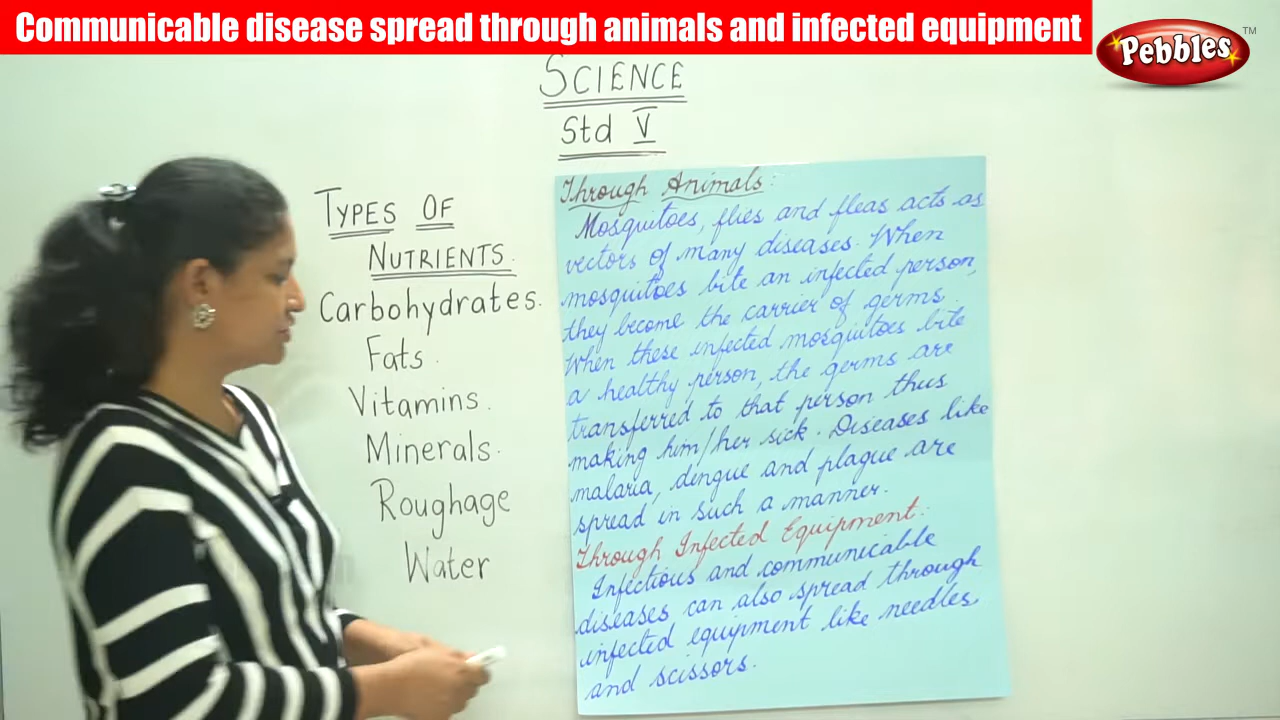 Communicable disease spread through animals and infected equipment
Pebbles TM
SCIENCE
Std V
TYPES OF
NUTRIENTS.
Carbohydrates.
Fats.
Vitamins.
Minerals.
Roughage
Water
Through Animals:
Mosquitoes, flies and fleas acts as
vectors of many diseases. When
mosquitoes bite an infected person,
they become the carrier of germs.
When these infected mosquitoes bite
a healthy person, the germs are
transferred to that person thus
making him/her sick. Diseases like
malaria, dengue and plague are
spread in such a manner.
Through Infected Equipment:
Infectious and communicable
diseases can also spread through
infected equipment like needles,
and scissors.